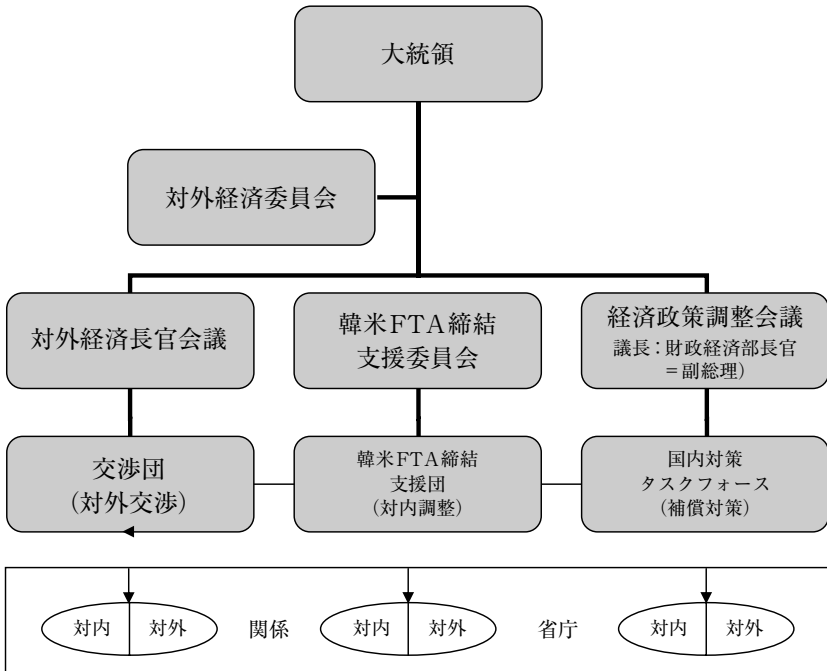 大統領
対外経済委員会
対外経済長官会議
韓米FTA締結
支援委員会
経済政策調整会議
議長：財政経済部長官
＝副総理）
交渉団
（対外交渉）
韓米FTA締結
支援団
（対内調整）
国内対策
タスクフォース
（補償対策）
対内 対外 関係 対内 対外 省庁 対内 対外